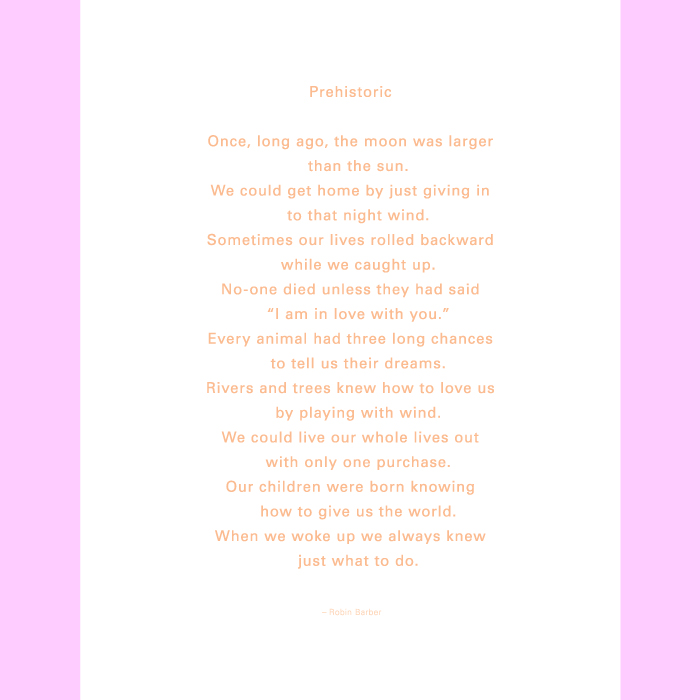 Prehistoric
Once, long ago, the moon was larger
than the sun.
We could get home by just giving in
to that night wind.
Sometimes our lives rolled backward
while we caught up.
No-one died unless they had said
“I am in love with you.”
Every animal had three long chances
to tell us their dreams.
Rivers and trees knew how to love us
by playing with wind.
We could live our whole lives out
with only one purchase.
Our children were born knowing
how to give us the world.
When we woke up we always knew
just what to do.
– Robin Barber